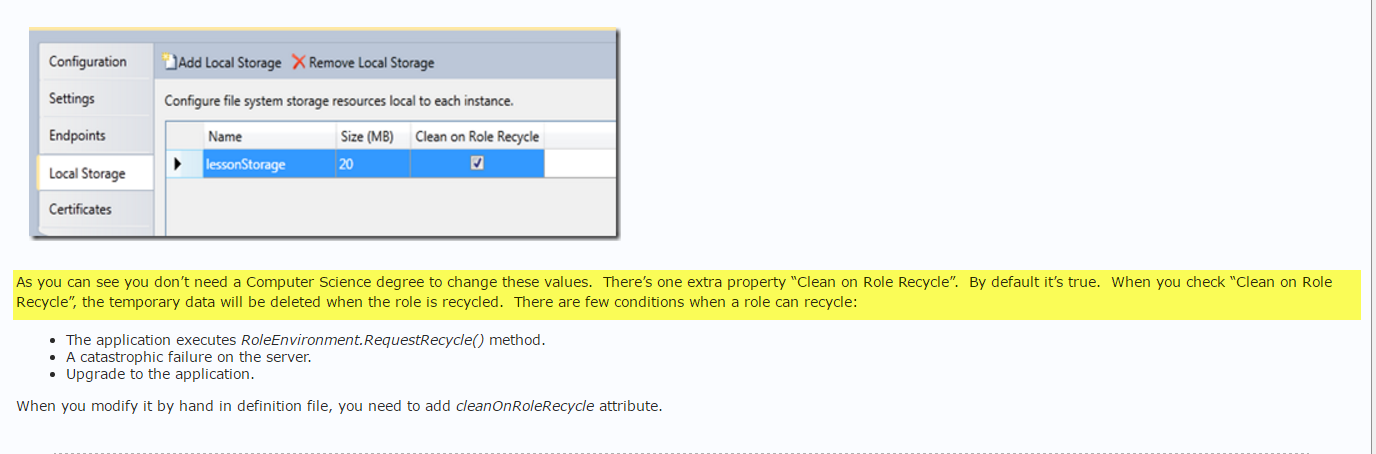 Configuration
Settings
Endpoints
Local Storage
Certificates
Add Local Storage Remove Local Storage
Configure file system storage resources local to each instance.
Name Size (MB) Clean on Role Recycle
lessonStorage 20
As you can see you don’t need a Computer Science degree to change these values. There’s one extra property “Clean on Role Recycle”. By default it’s true. When you check “Clean on Role
Recycle”, the temporary data will be deleted when the role is recycled. There are few conditions when a role can recycle:
• The application executes RoleEnvironment.RequestRecycle() method.
• A catastrophic failure on the server.
• Upgrade to the application.
When you modify it by hand in definition file, you need to add cleanOnRoleRecycle attribute.